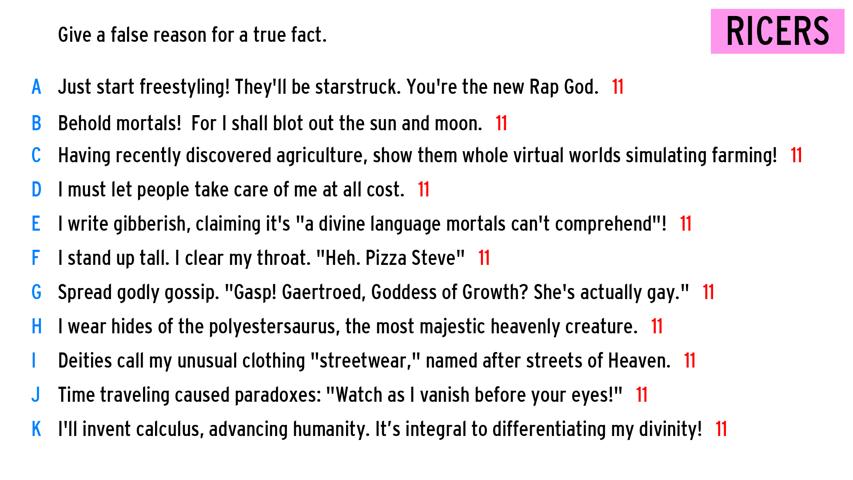 Give a false reason for a true fact.
RICERS
A Just start freestyling! They'll be starstruck. You're the new Rap God. 11
B Behold mortals! For I shall blot out the sun and moon. 11
C Having recently discovered agriculture, show them whole virtual worlds simulating farming! 11
D I must let people take care of me at all cost. 11
E I write gibberish, claiming it's "a divine language mortals can't comprehend"! 11
F I stand up tall. I clear my throat. "Heh. Pizza Steve" 11
G Spread godly gossip. "Gasp! Gaertroed, Goddess of Growth? She's actually gay." 11
H I wear hides of the polyestersaurus, the most majestic heavenly creature. 11
I Deities call my unusual clothing "streetwear," named after streets of Heaven. 11
J Time traveling caused paradoxes: "Watch as I vanish before your eyes!" 11
K I'll invent calculus, advancing humanity. It’s integral to differentiating my divinity! 11